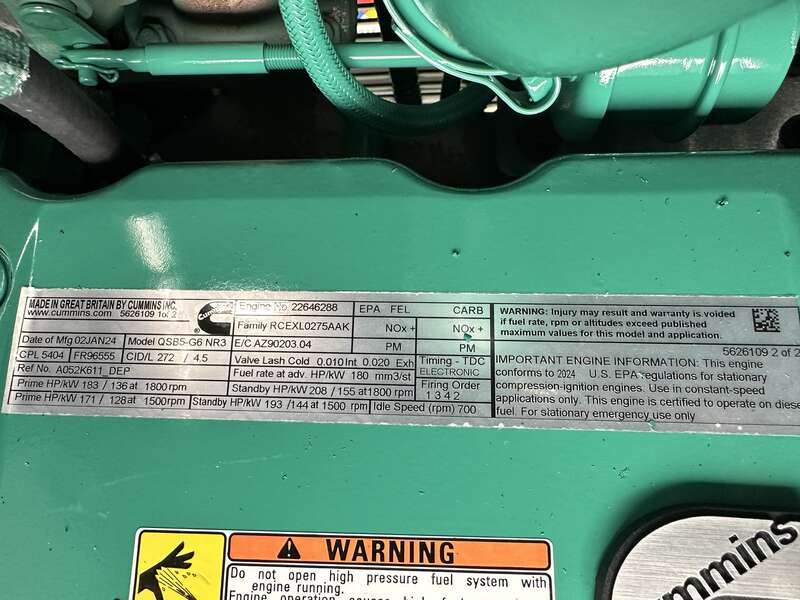 MADE IN GREAT BRITAIN BY CUMMINS INC.
www.cummins.com 5626109 1of 2
Date of Mfg 02JAN24 Model QSB5-G6 NR3
CPL 5404 FR96555 CID/L 272 / 4.5
Ref No. A052K611_DEP
Prime HP/kW 183 / 136 at 1800rpm
Prime HP/kW 171 / 128 at 1500rpm
Engine No. 22646288
Family RCEXL0275AAK
E/C AZ90203.04
Valve Lash Cold 0.010 Int 0.020 Exh
Fuel rate at adv. HP/kW 180 mm3/st
Standby HP/kW 208 / 155 at 1800 rpm
Standby HP/kW 193 / 144 at 1500 rpm
EPA FEL CARB
NOx + NOx +
PM PM
Timing - TDC
ELECTRONIC
Firing Order
1 3 4 2
Idle Speed (rpm) 700
WARNING: Injury may result and warranty is voided
if fuel rate, rpm or altitudes exceed published
maximum values for this model and application.
5626109 2 of 2
IMPORTANT ENGINE INFORMATION: This engine
conforms to 2024 U.S. EPA regulations for stationary
compression-ignition engines. Use in constant-speed
applications only. This engine is certified to operate on diese
fuel. For stationary emergency use only
WARNING
Do not open high pressure fuel system with
engine running.
Engine operation causes high fuel
Cummins